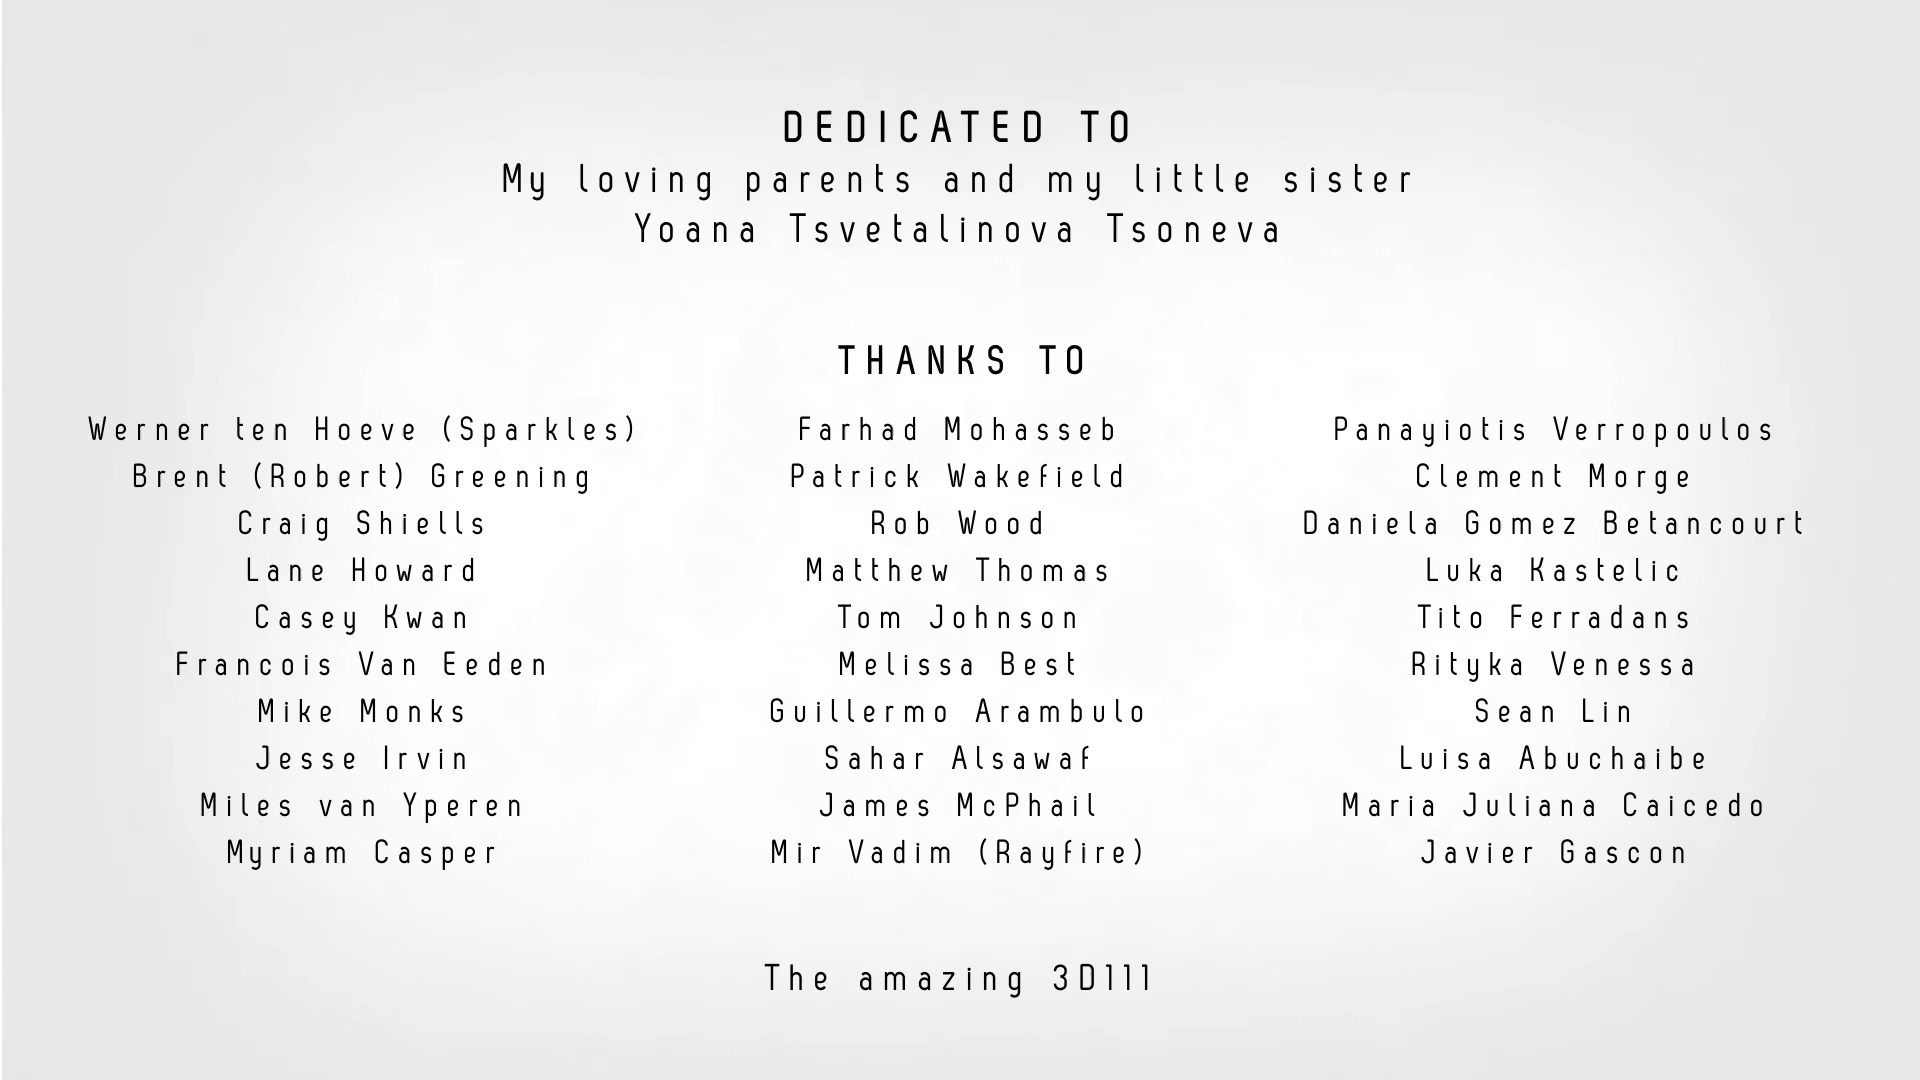 DEDICATED TO
My loving parents and my little sister
Yoana Tsvetalinova Tsoneva
THANKS TO
Werner ten Hoeve (Sparkles)
Brent (Robert) Greening
Craig Shiells
Lane Howard
Casey Kwan
Francois Van Eeden
Mike Monks
Jesse Irvin
Miles van Yperen
Myriam Casper
Farhad Mohasseb
Patrick Wakefield
Rob Wood
Matthew Thomas
Tom Johnson
Melissa Best
Guillermo Arambulo
Sahar Alsawaf
James McPhail
Mir Vadim (Rayfire)
Panayiotis Verropoulos
Clement Morge
Daniela Gomez Betancourt
Luka Kastelic
Tito Ferradans
Rityka Venessa
Sean Lin
Luisa Abuchaibe
Maria Juliana Caicedo
Javier Gascon
The amazing 3D111